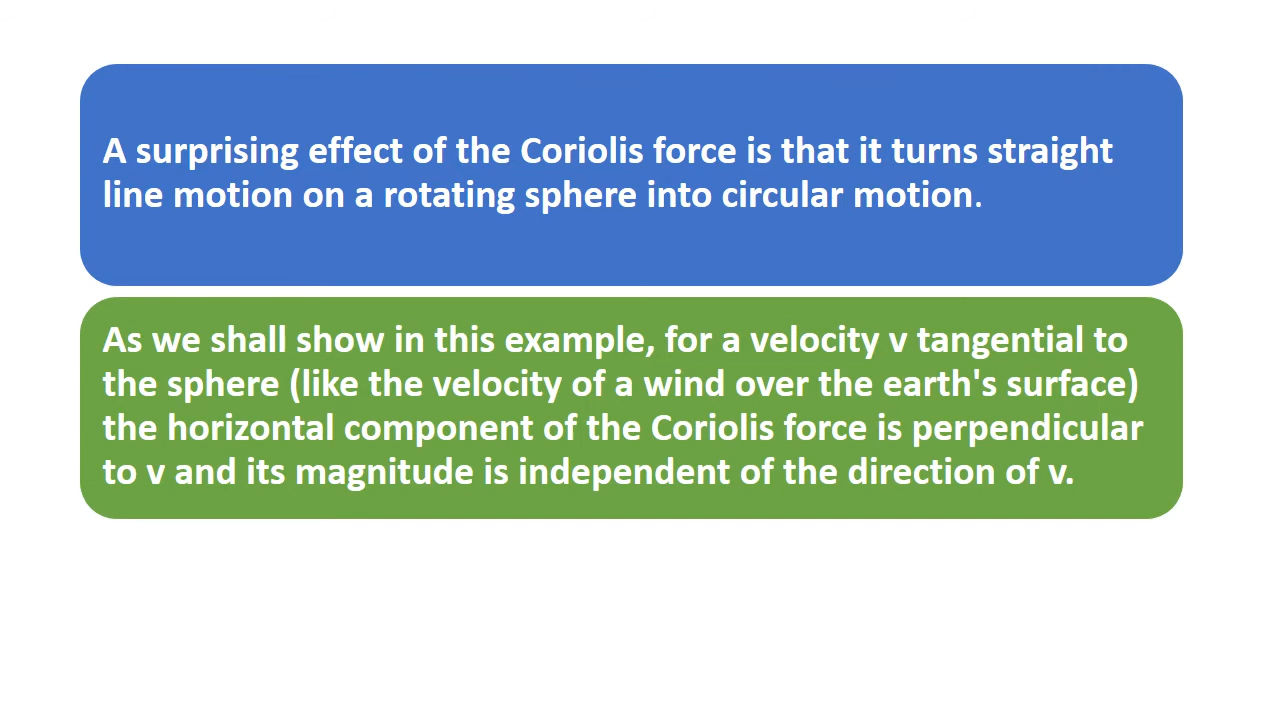 A surprising effect of the Coriolis force is that it turns straight
line motion on a rotating sphere into circular motion.
As we shall show in this example, for a velocity v tangential to
the sphere (like the velocity of a wind over the earth's surface)
the horizontal component of the Coriolis force is perpendicular
to v and its magnitude is independent of the direction of v.